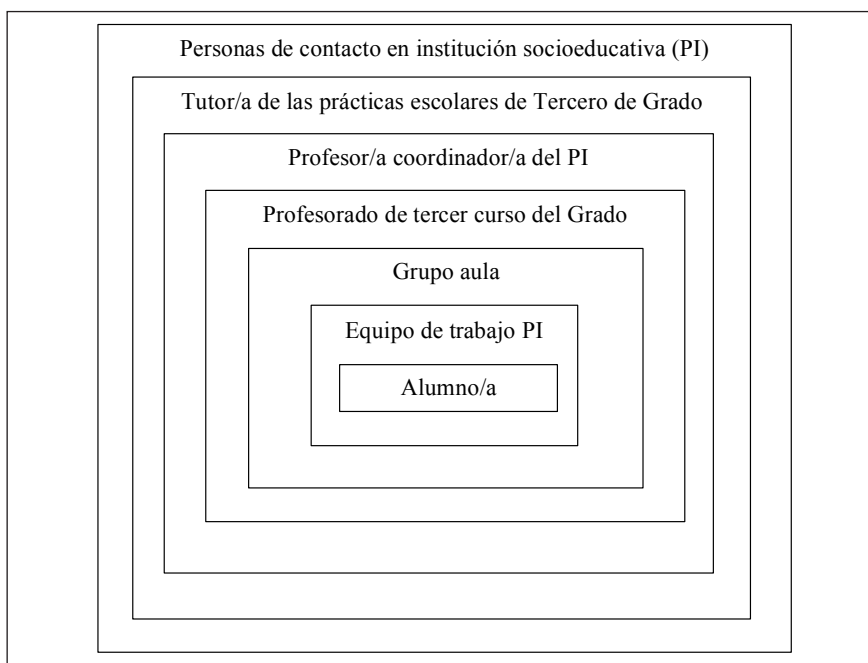 Personas de contacto en institución socioeducativa (PI)
Tutor/a de las prácticas escolares de Tercero de Grado
Profesor/a coordinador/a del PI
Profesorado de tercer curso del Grado
Grupo aula
Equipo de trabajo PI
Alumno/a